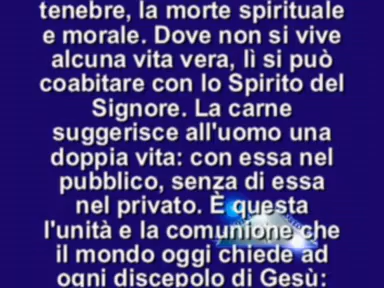 tenebre, la morte spirituale
e morale. Dove non si vive
alcuna vita vera, lì si può
coabitare con lo Spirito del
Signore. La carne
suggerisce all'uomo una
doppia vita: con essa nel
pubblico, senza di essa
nel privato. È questa
l'unità e la comunione che
il mondo oggi chiede ad
ogni discepolo di Gesù: